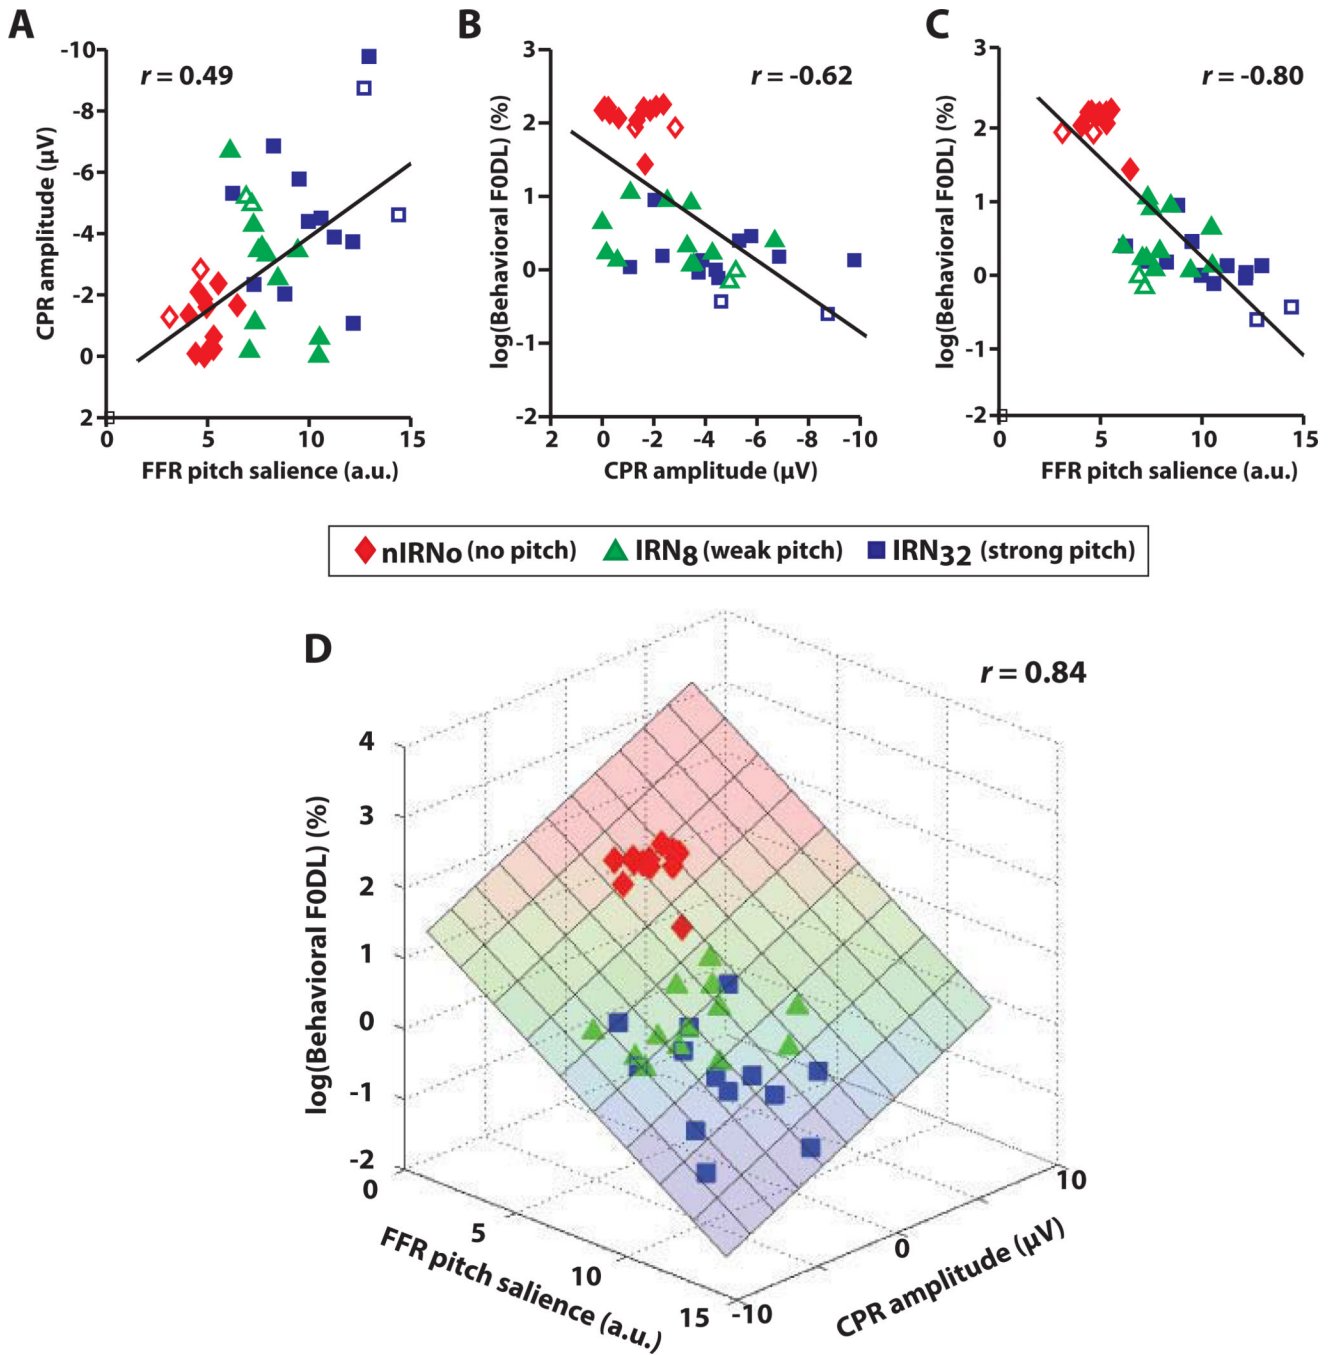 A
r = 0.49
CPR amplitude (µV)
-10
-8
-6
-4
-2
0
2
0
5
10
15
FFR pitch salience (a.u.)
B
r = -0.62
log(Behavioral F0DL) (%)
3
2
1
0
-1
-2
2
0
-2
-4
-6
-8
-10
CPR amplitude (µV)
C
r = -0.80
log(Behavioral F0DL) (%)
3
2
1
0
-1
-2
0
5
10
15
FFR pitch salience (a.u.)
nIRN0 (no pitch) IRN8 (weak pitch) IRN32 (strong pitch)
D
r = 0.84
log(Behavioral F0DL) (%)
4
3
2
1
0
-1
-2
0
5
10
15
FFR pitch salience (a.u.)
-10
0
10
CPR amplitude (µV)